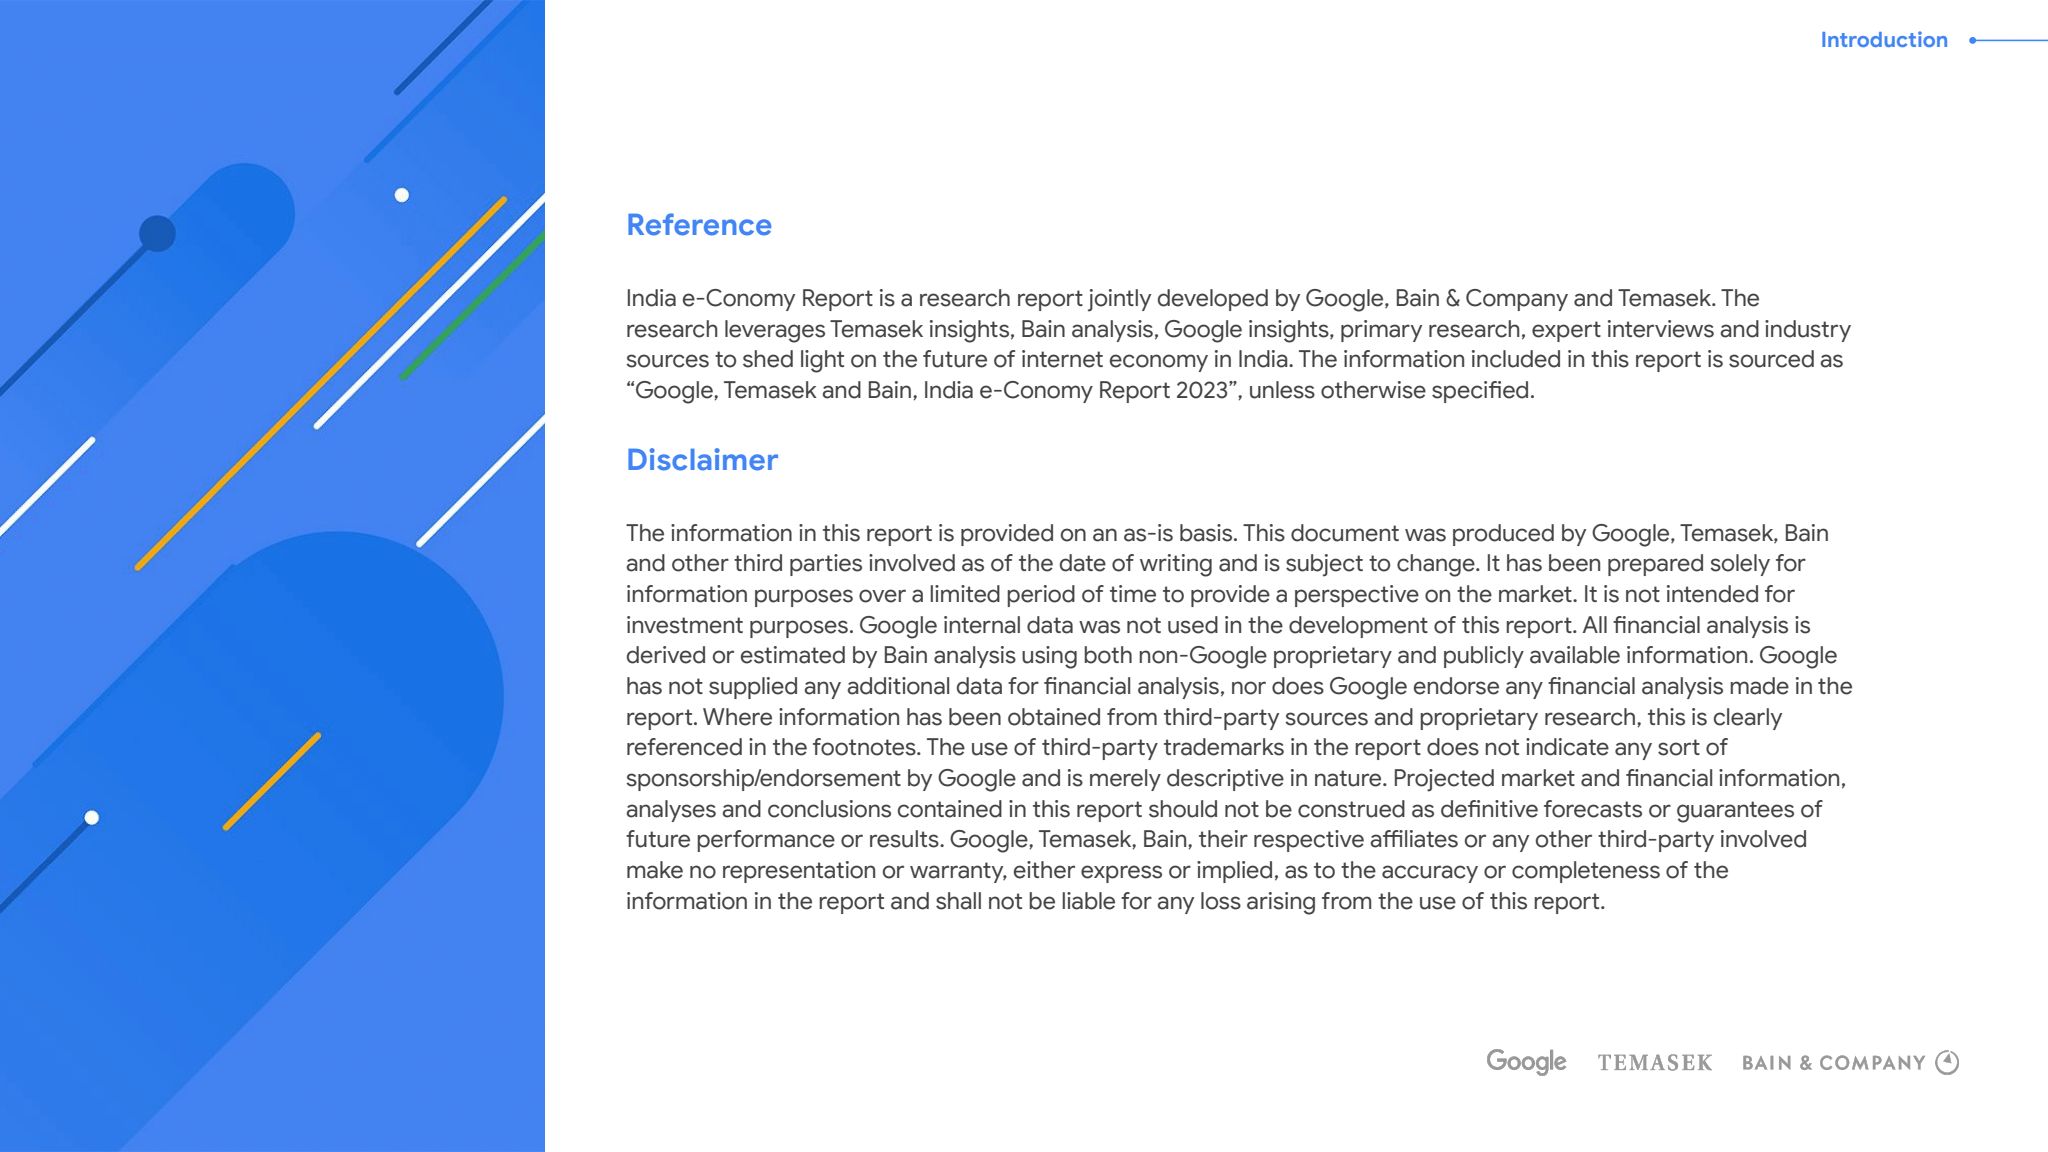 Introduction
Reference
India e-Conomy Report is a research report jointly developed by Google, Bain & Company and Temasek. The
research leverages Temasek insights, Bain analysis, Google insights, primary research, expert interviews and industry
sources to shed light on the future of internet economy in India. The information included in this report is sourced as
“Google, Temasek and Bain, India e-Conomy Report 2023”, unless otherwise specified.
Disclaimer
The information in this report is provided on an as-is basis. This document was produced by Google, Temasek, Bain
and other third parties involved as of the date of writing and is subject to change. It has been prepared solely for
information purposes over a limited period of time to provide a perspective on the market. It is not intended for
investment purposes. Google internal data was not used in the development of this report. All financial analysis is
derived or estimated by Bain analysis using both non-Google proprietary and publicly available information. Google
has not supplied any additional data for financial analysis, nor does Google endorse any financial analysis made in the
report. Where information has been obtained from third-party sources and proprietary research, this is clearly
referenced in the footnotes. The use of third-party trademarks in the report does not indicate any sort of
sponsorship/endorsement by Google and is merely descriptive in nature. Projected market and financial information,
analyses and conclusions contained in this report should not be construed as definitive forecasts or guarantees of
future performance or results. Google, Temasek, Bain, their respective affiliates or any other third-party involved
make no representation or warranty, either express or implied, as to the accuracy or completeness of the
information in the report and shall not be liable for any loss arising from the use of this report.
Google TEMASEK BAIN & COMPANY